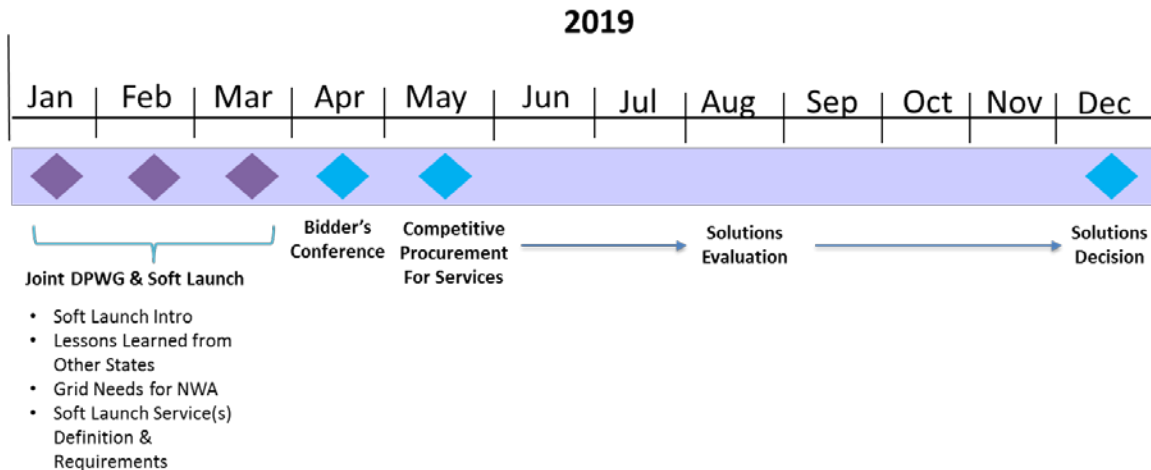 2019
Jan Feb Mar Apr May Jun Jul Aug Sep Oct Nov Dec
Bidder's
Conference
Competitive
Procurement
For Services
Solutions
Evaluation
Solutions
Decision
Joint DPWG & Soft Launch
• Soft Launch Intro
• Lessons Learned from
Other States
• Grid Needs for NWA
• Soft Launch Service(s)
Definition &
Requirements